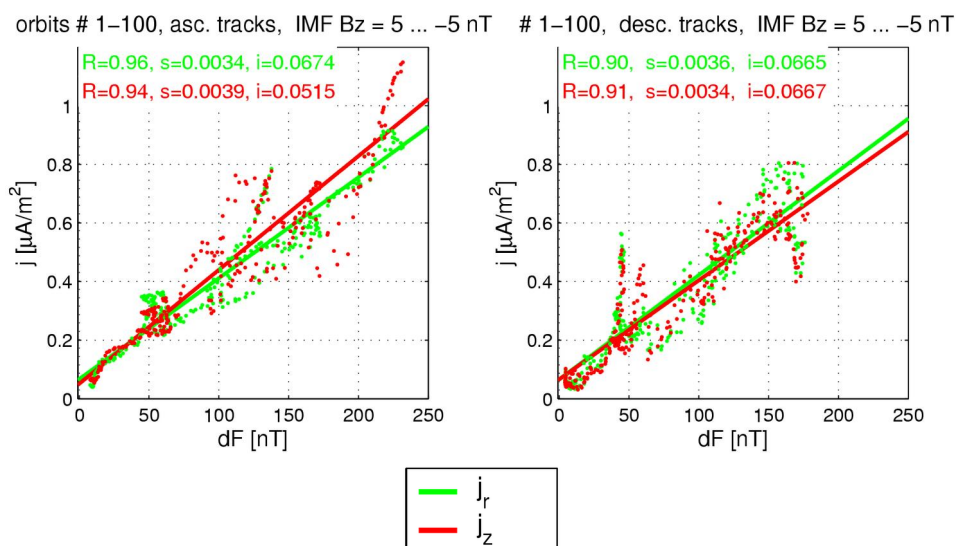 orbits # 1−100, asc. tracks, IMF Bz = 5 ... −5 nT
R=0.96, s=0.0034, i=0.0674
R=0.94, s=0.0039, i=0.0515
1
0.8
0.6
0.4
0.2
0
j [µA/m²]
0 50 100 150 200 250
dF [nT]
# 1−100, desc. tracks, IMF Bz = 5 ... −5 nT
R=0.90, s=0.0036, i=0.0665
R=0.91, s=0.0034, i=0.0667
1
0.8
0.6
0.4
0.2
0
j [µA/m²]
0 50 100 150 200 250
dF [nT]
j_r
j_z